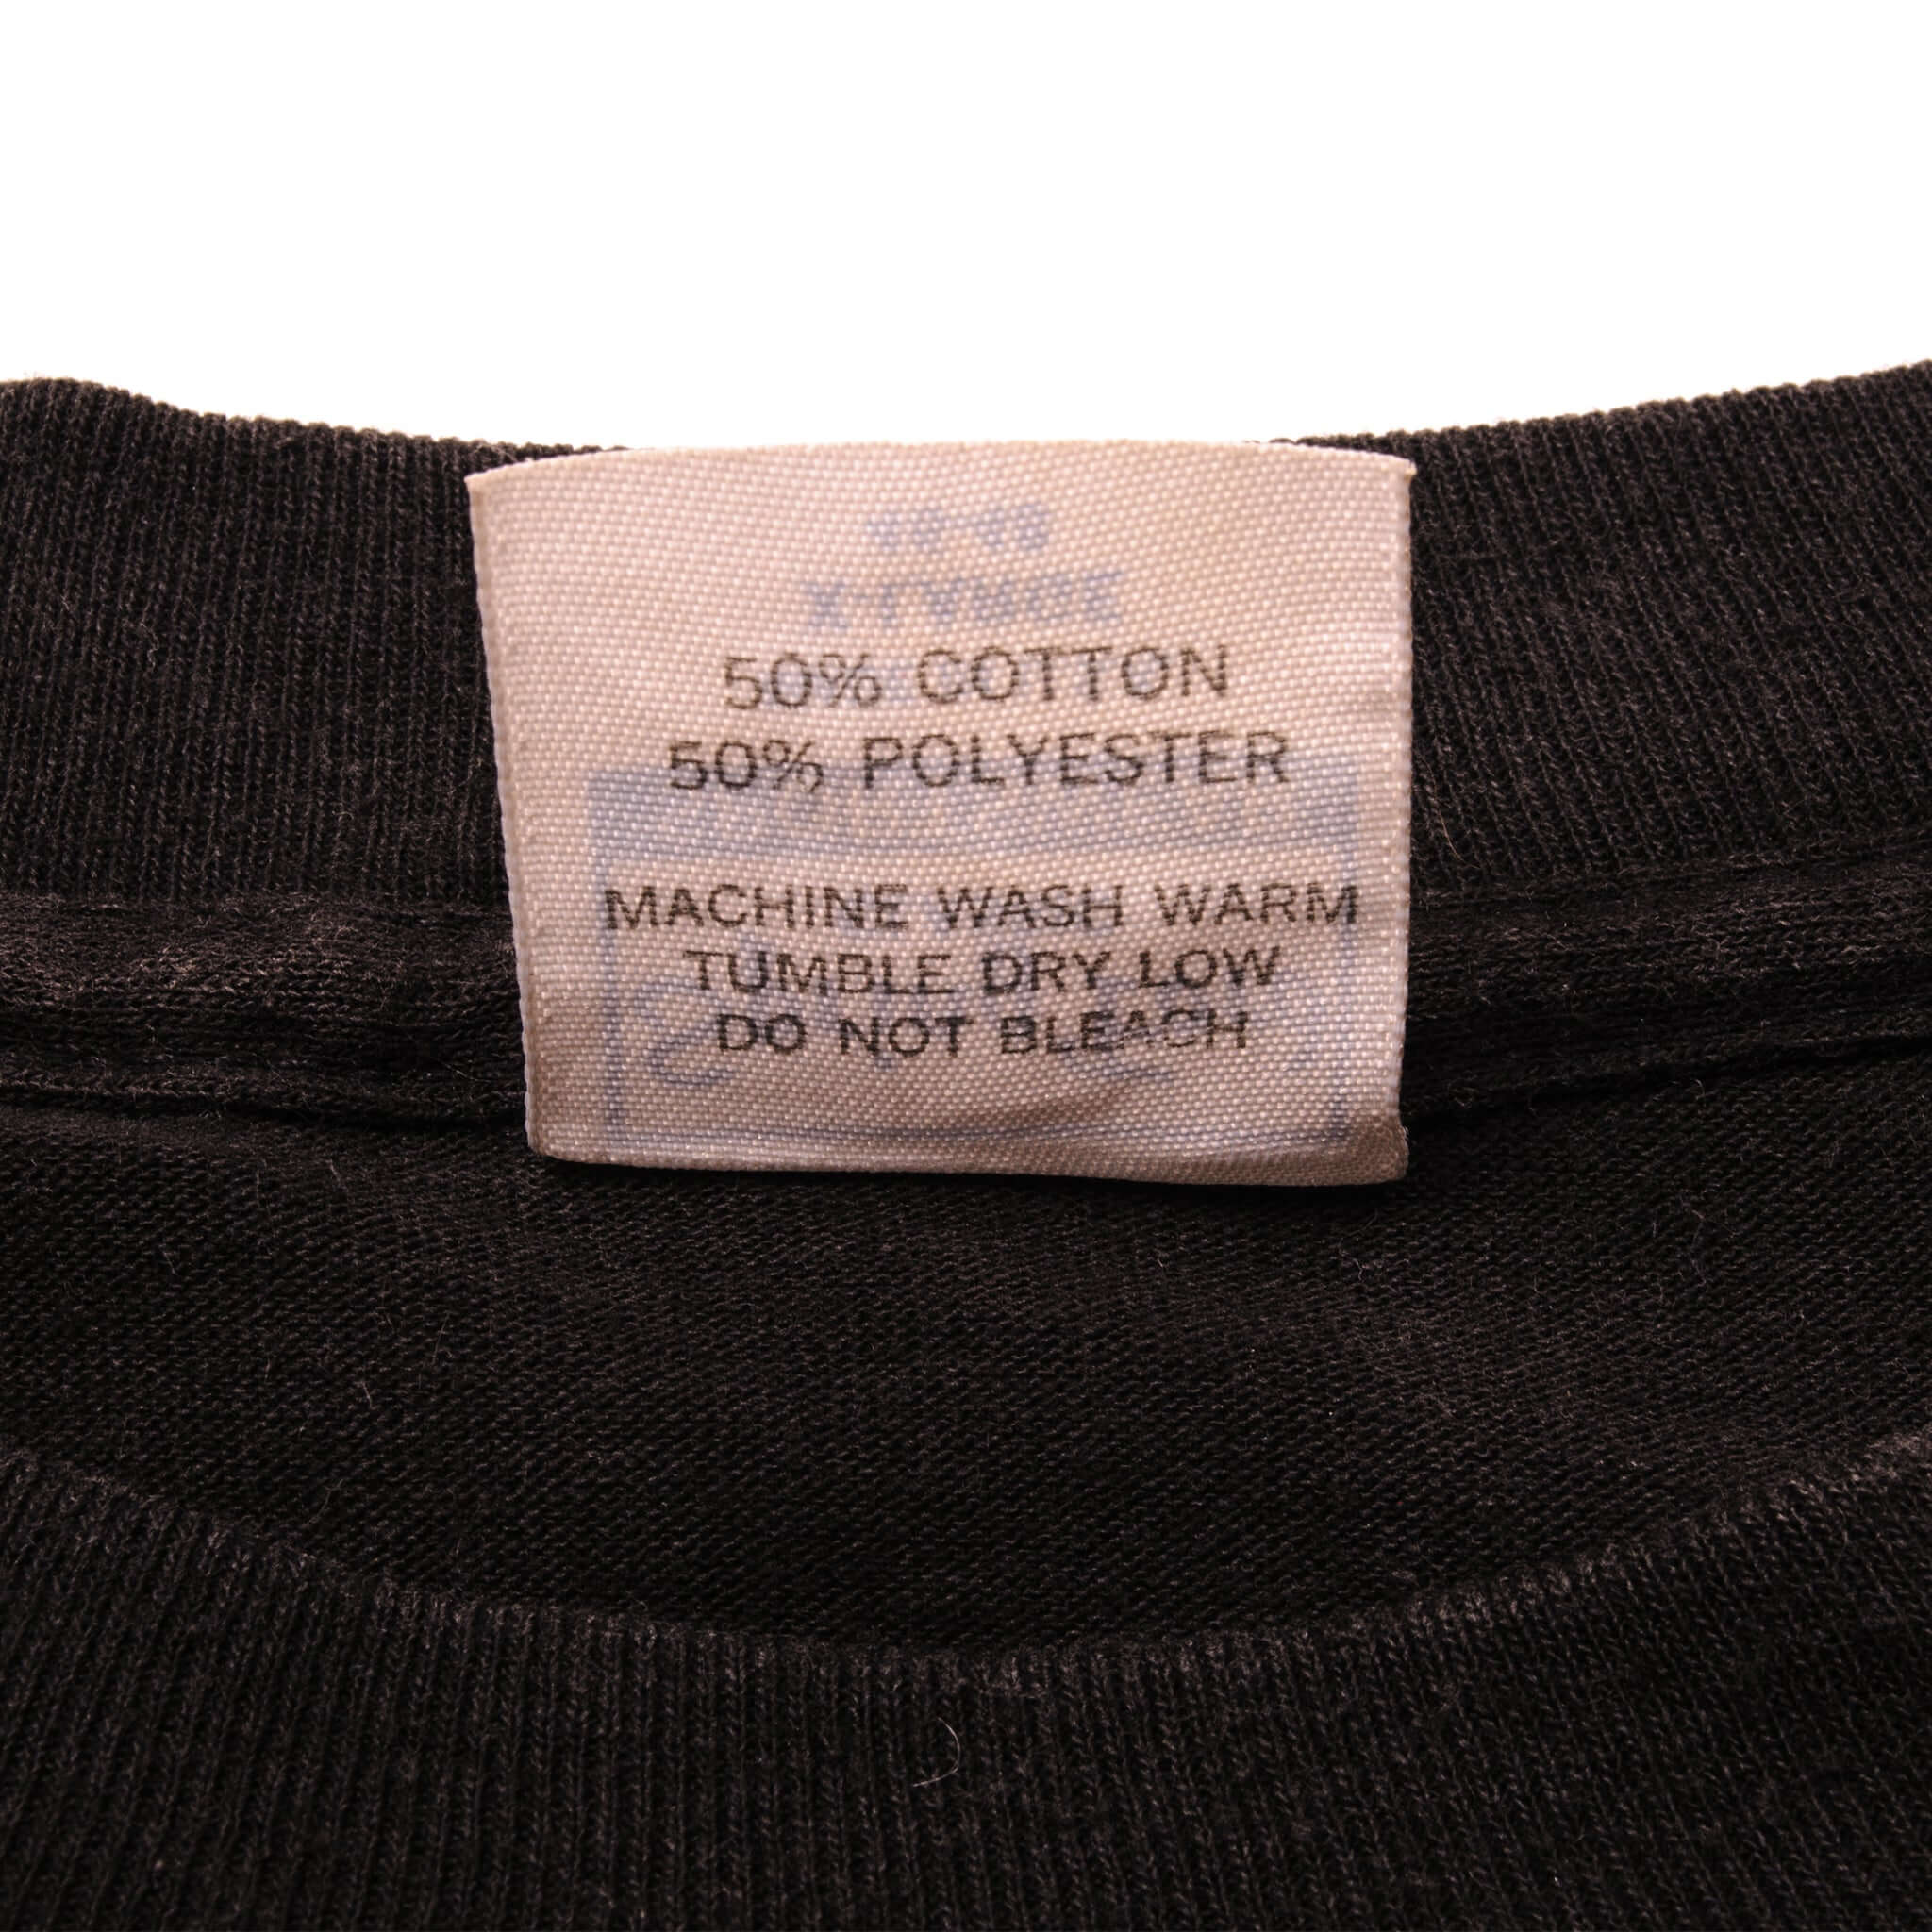 50% COTTON
50% POLYESTER
MACHINE WASH WARM
TUMBLE DRY LOW
DO NOT BLEACH